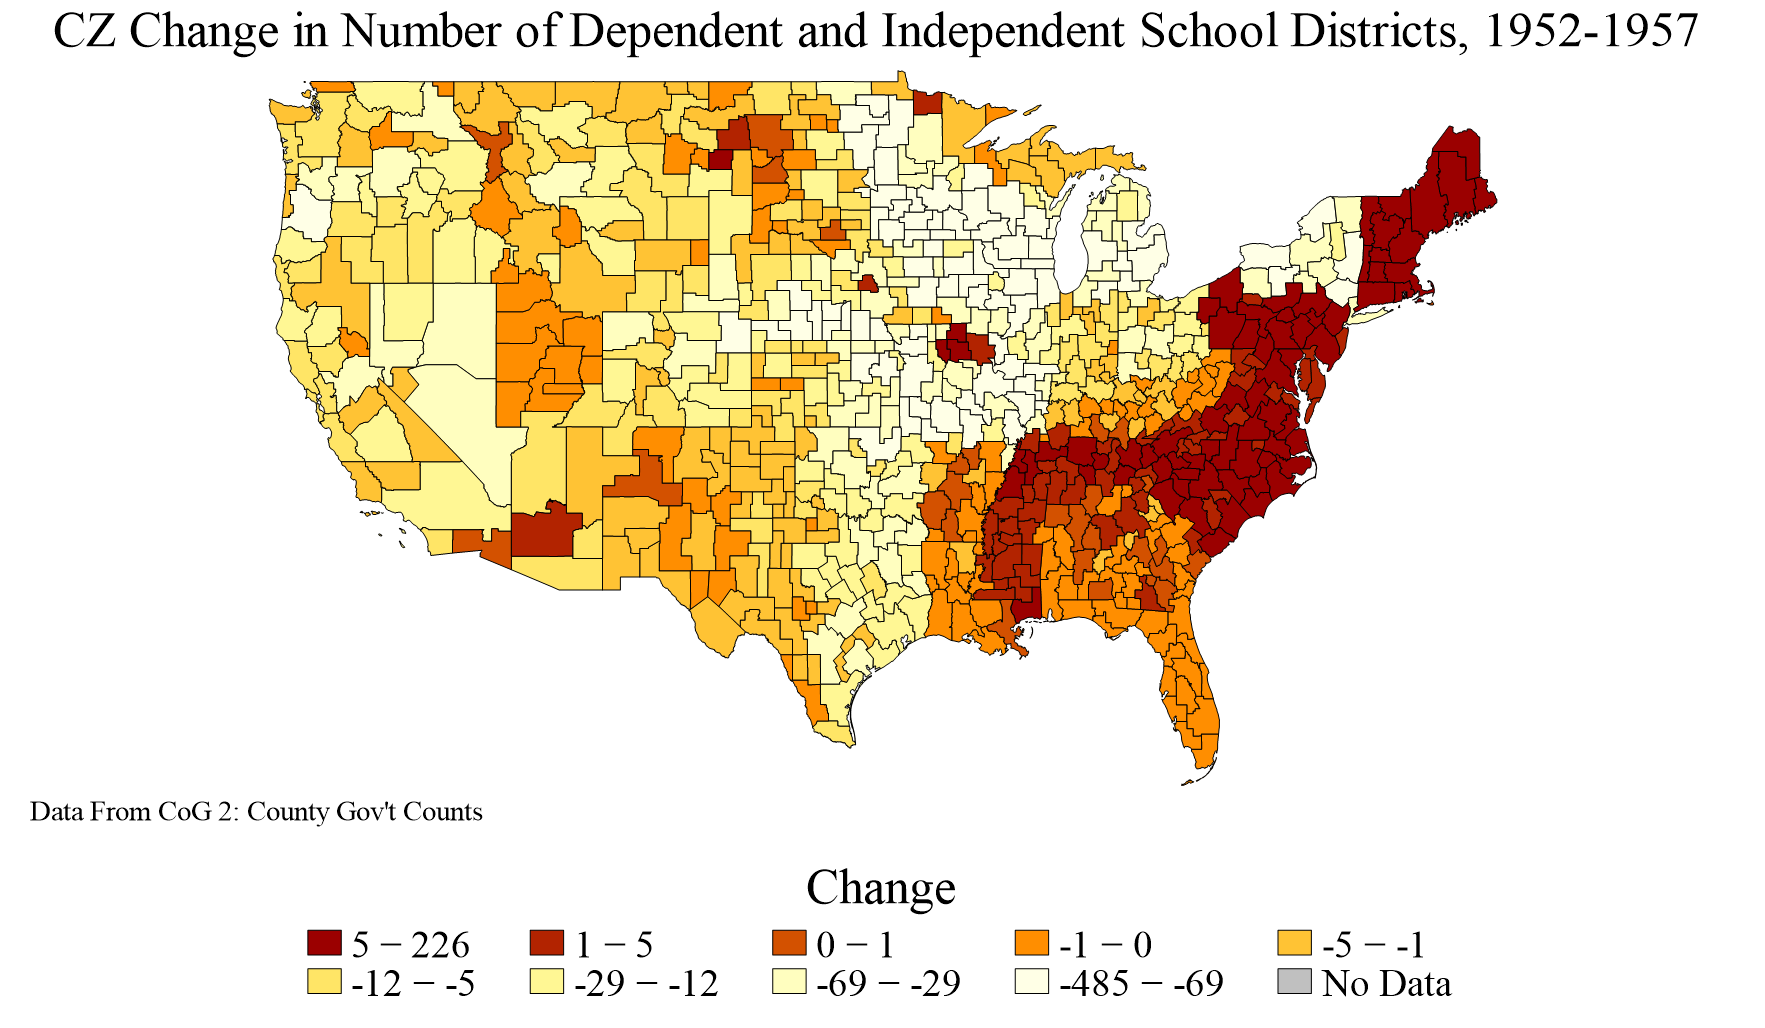 CZ Change in Number of Dependent and Independent School Districts, 1952-1957
Data From CoG 2: County Gov't Counts
Change
5 – 226 1 – 5 0 – 1 -1 – 0 -5 – -1
-12 – -5 -29 – -12 -69 – -29 -485 – -69 No Data